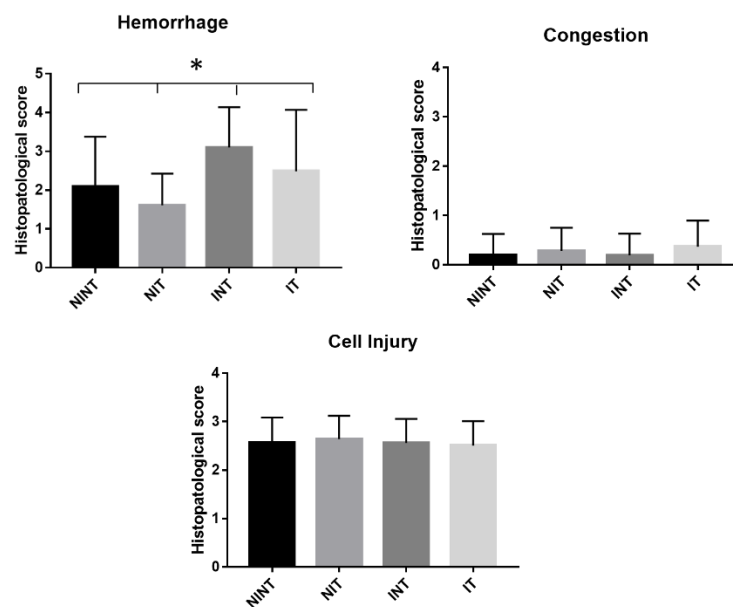 Hemorrhage
*
Histopatological score
5
4
3
2
1
0
NINT
NIT
INT
IT
Congestion
Histopatological score
4
3
2
1
0
NINT
NIT
INT
IT
Cell Injury
Histopatological score
4
3
2
1
0
NINT
NIT
INT
IT